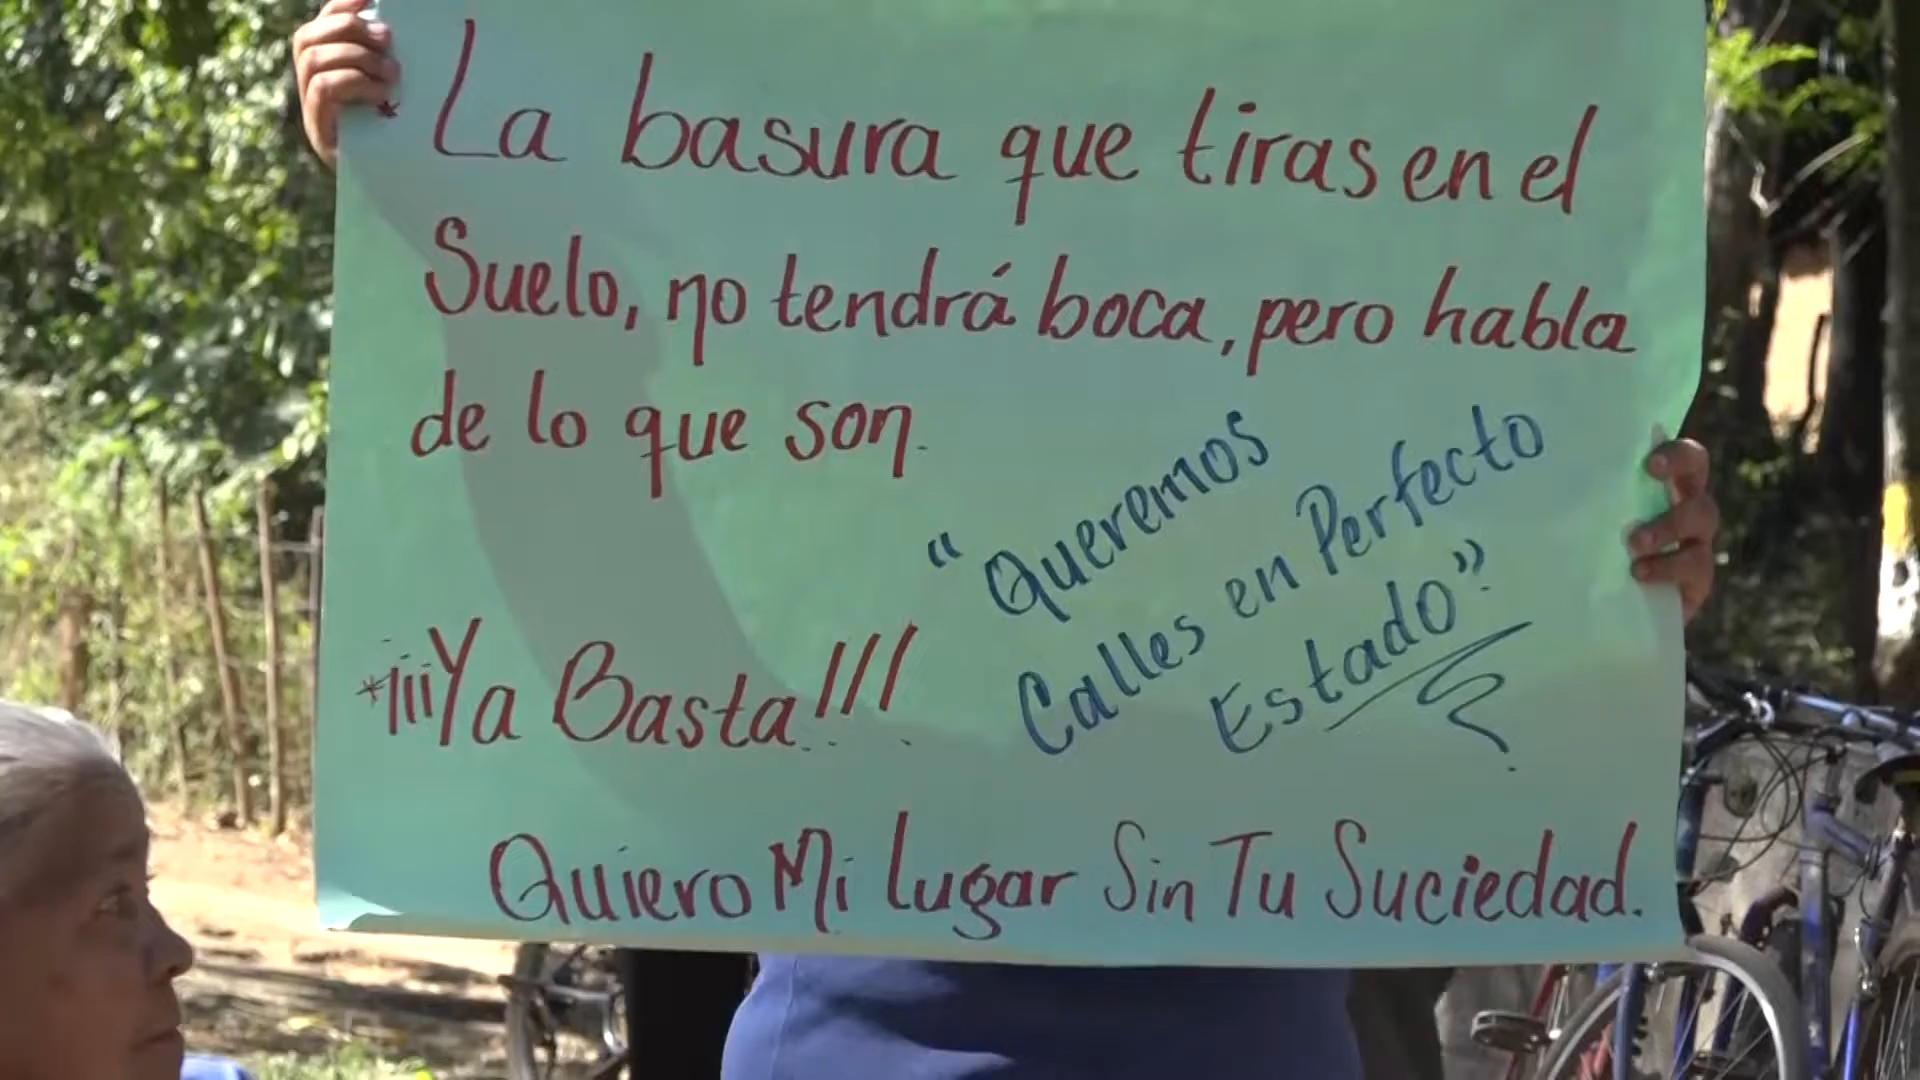 * La basura que tiras en el
Suelo, no tendrá boca, pero habla
de lo que son.
"Queremos
Calles en Perfecto
Estado"
*¡¡¡Ya Basta!!!
Quiero Mi Lugar Sin Tu Suciedad.